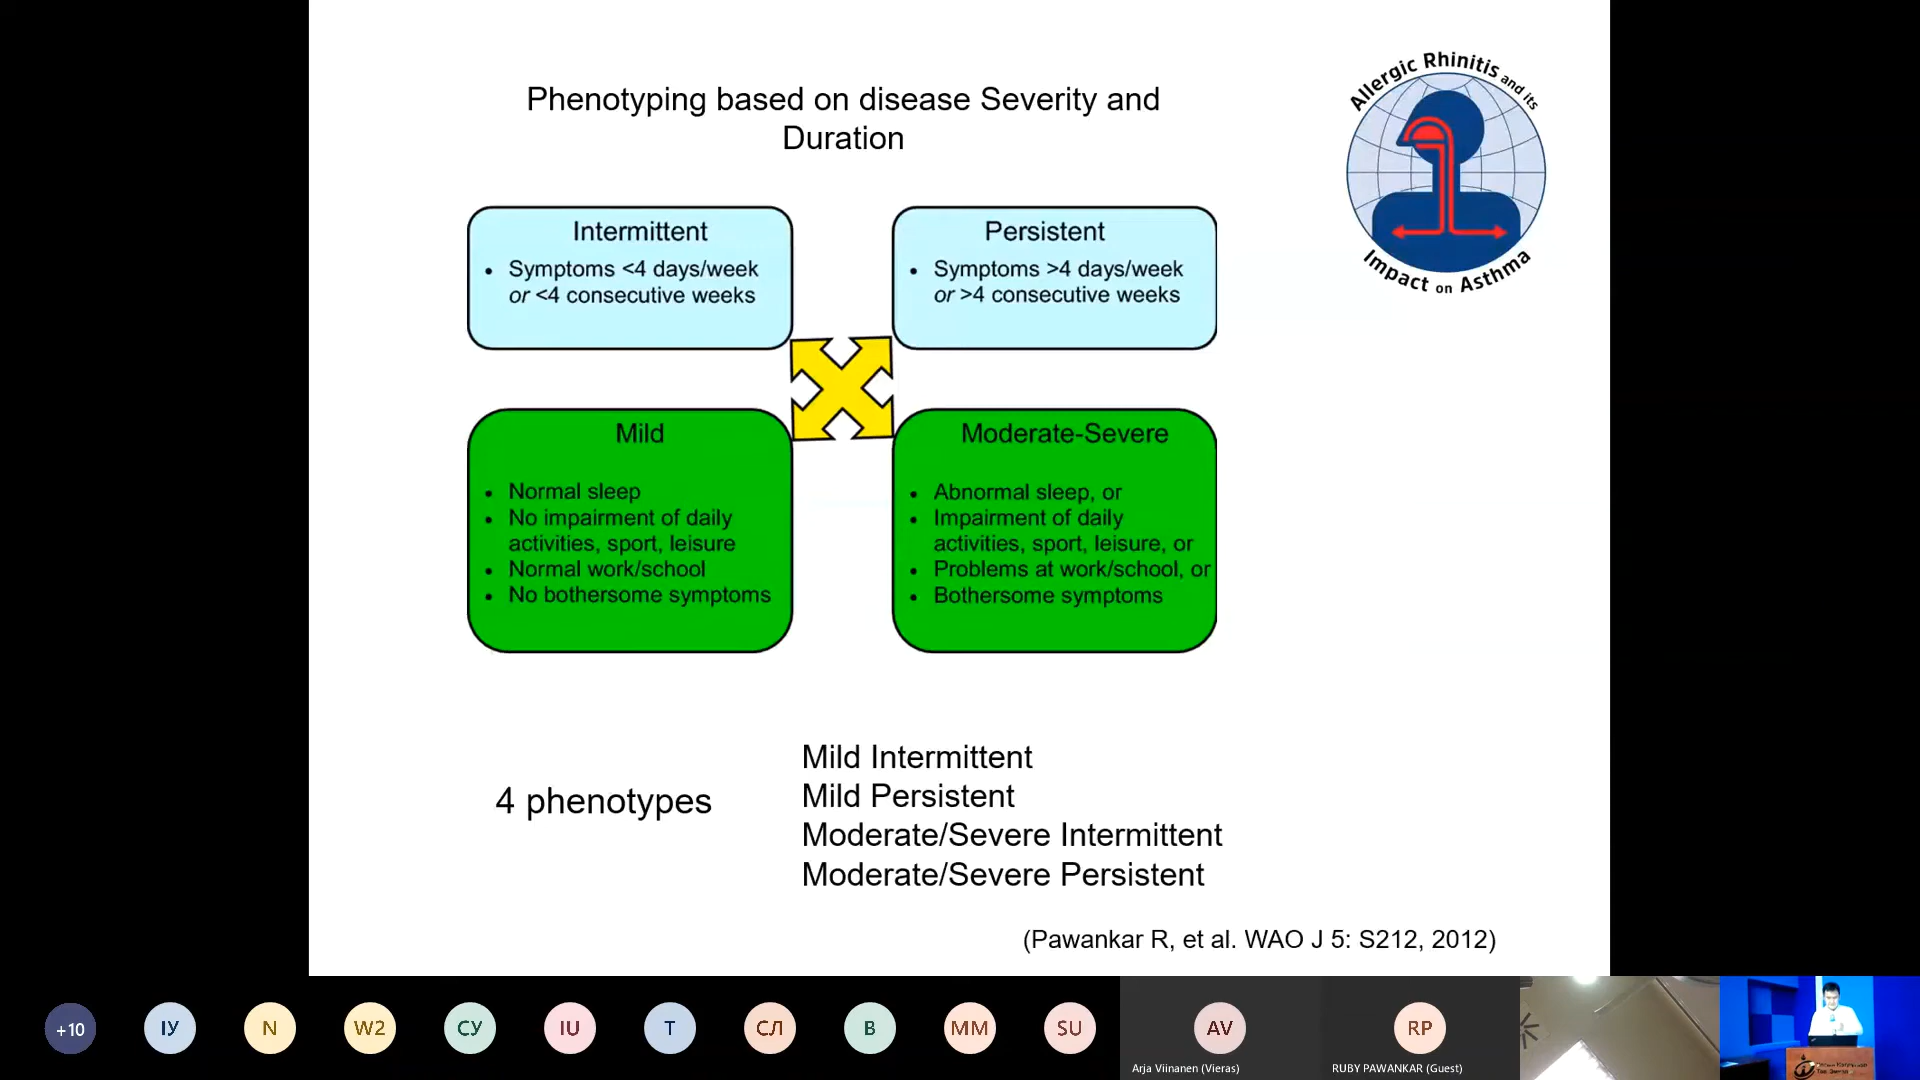 Phenotyping based on disease Severity and
Duration
Allergic Rhinitis and its
Impact on Asthma
Intermittent
• Symptoms <4 days/week
or <4 consecutive weeks
Persistent
• Symptoms >4 days/week
or >4 consecutive weeks
Mild
• Normal sleep
• No impairment of daily
activities, sport, leisure
• Normal work/school
• No bothersome symptoms
Moderate-Severe
• Abnormal sleep, or
• Impairment of daily
activities, sport, leisure, or
• Problems at work/school, or
• Bothersome symptoms
4 phenotypes
Mild Intermittent
Mild Persistent
Moderate/Severe Intermittent
Moderate/Severe Persistent
(Pawankar R, et al. WAO J 5: S212, 2012)
+10
ІУ
N
W2
СУ
IU
T
СЛ
B
MM
SU
AV
Arja Viinanen (Vieras)
RP
RUBY PAWANKAR (Guest)